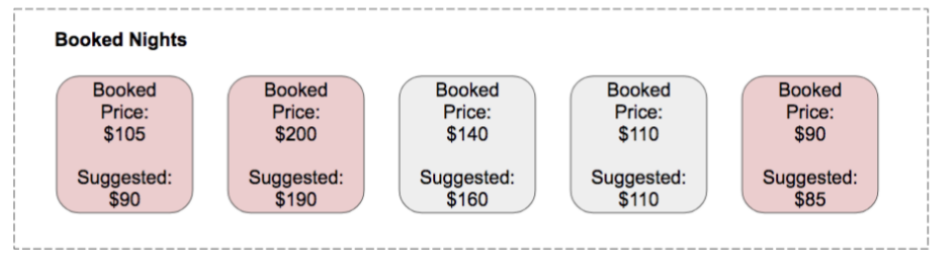 Booked Nights
Booked
Price:
$105
Suggested:
$90
Booked
Price:
$200
Suggested:
$190
Booked
Price:
$140
Suggested:
$160
Booked
Price:
$110
Suggested:
$110
Booked
Price:
$90
Suggested:
$85